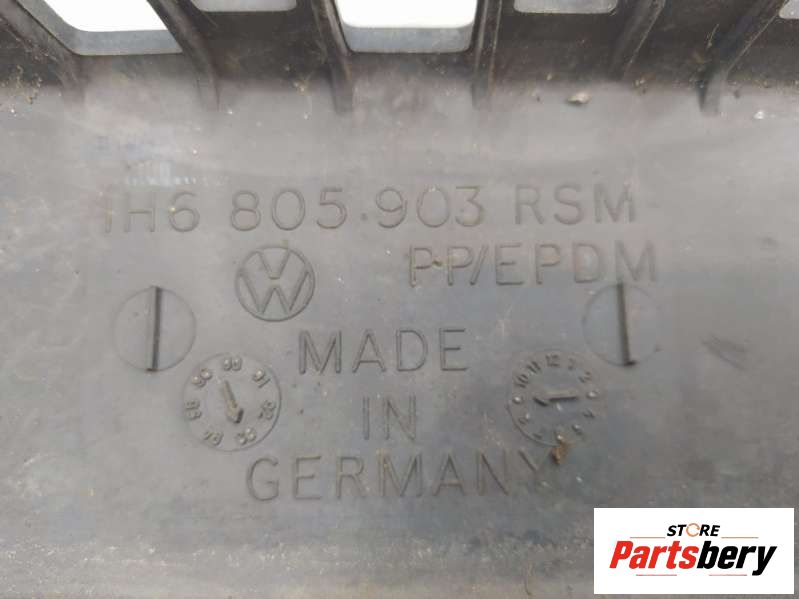 1H6 805 903 RSM
PP/EPDM
MADE
IN
GERMANY
STORE
Partsbery